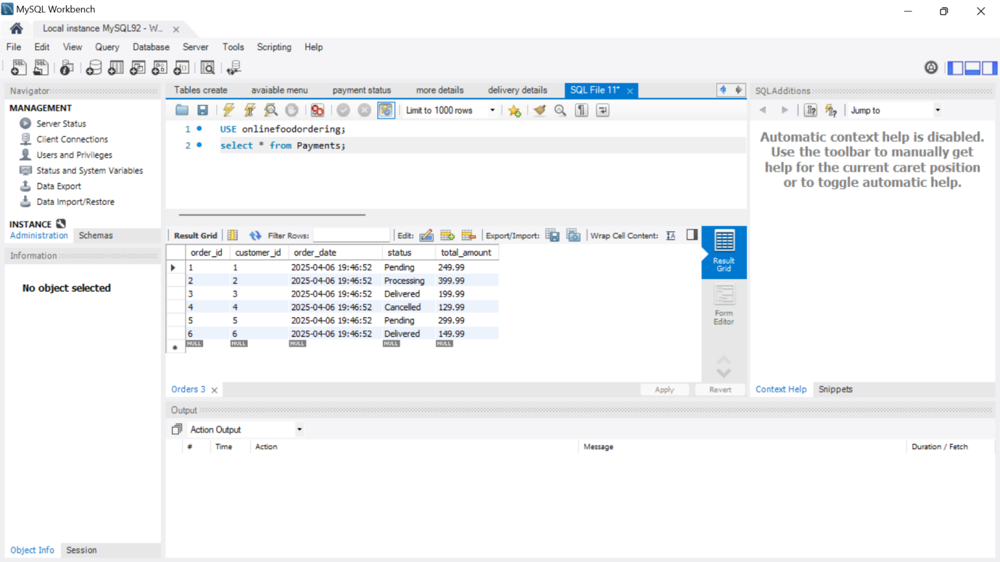 MySQL Workbench
Local instance MySQL92 - W...
File Edit View Query Database Server Tools Scripting Help
Navigator
MANAGEMENT
Server Status
Client Connections
Users and Privileges
Status and System Variables
Data Export
Data Import/Restore
INSTANCE
Administration Schemas
Information
No object selected
Object Info Session
Tables create avaiable menu payment status more details delivery details SQL File 11*
Limit to 1000 rows
1 USE onlinefoodordering;
2 select * from Payments;
Result Grid Filter Rows: Edit: Export/Import: Wrap Cell Content:
order_id customer_id order_date status total_amount
1 1 2025-04-06 19:46:52 Pending 249.99
2 2 2025-04-06 19:46:52 Processing 399.99
3 3 2025-04-06 19:46:52 Delivered 199.99
4 4 2025-04-06 19:46:52 Cancelled 129.99
5 5 2025-04-06 19:46:52 Pending 299.99
6 6 2025-04-06 19:46:52 Delivered 149.99
NULL NULL NULL NULL NULL
Result
Grid
Form
Editor
Orders 3 Apply Revert
Output
Action Output
# Time Action Message Duration / Fetch
SQLAdditions
Jump to
Automatic context help is disabled.
Use the toolbar to manually get
help for the current caret position
or to toggle automatic help.
Context Help Snippets